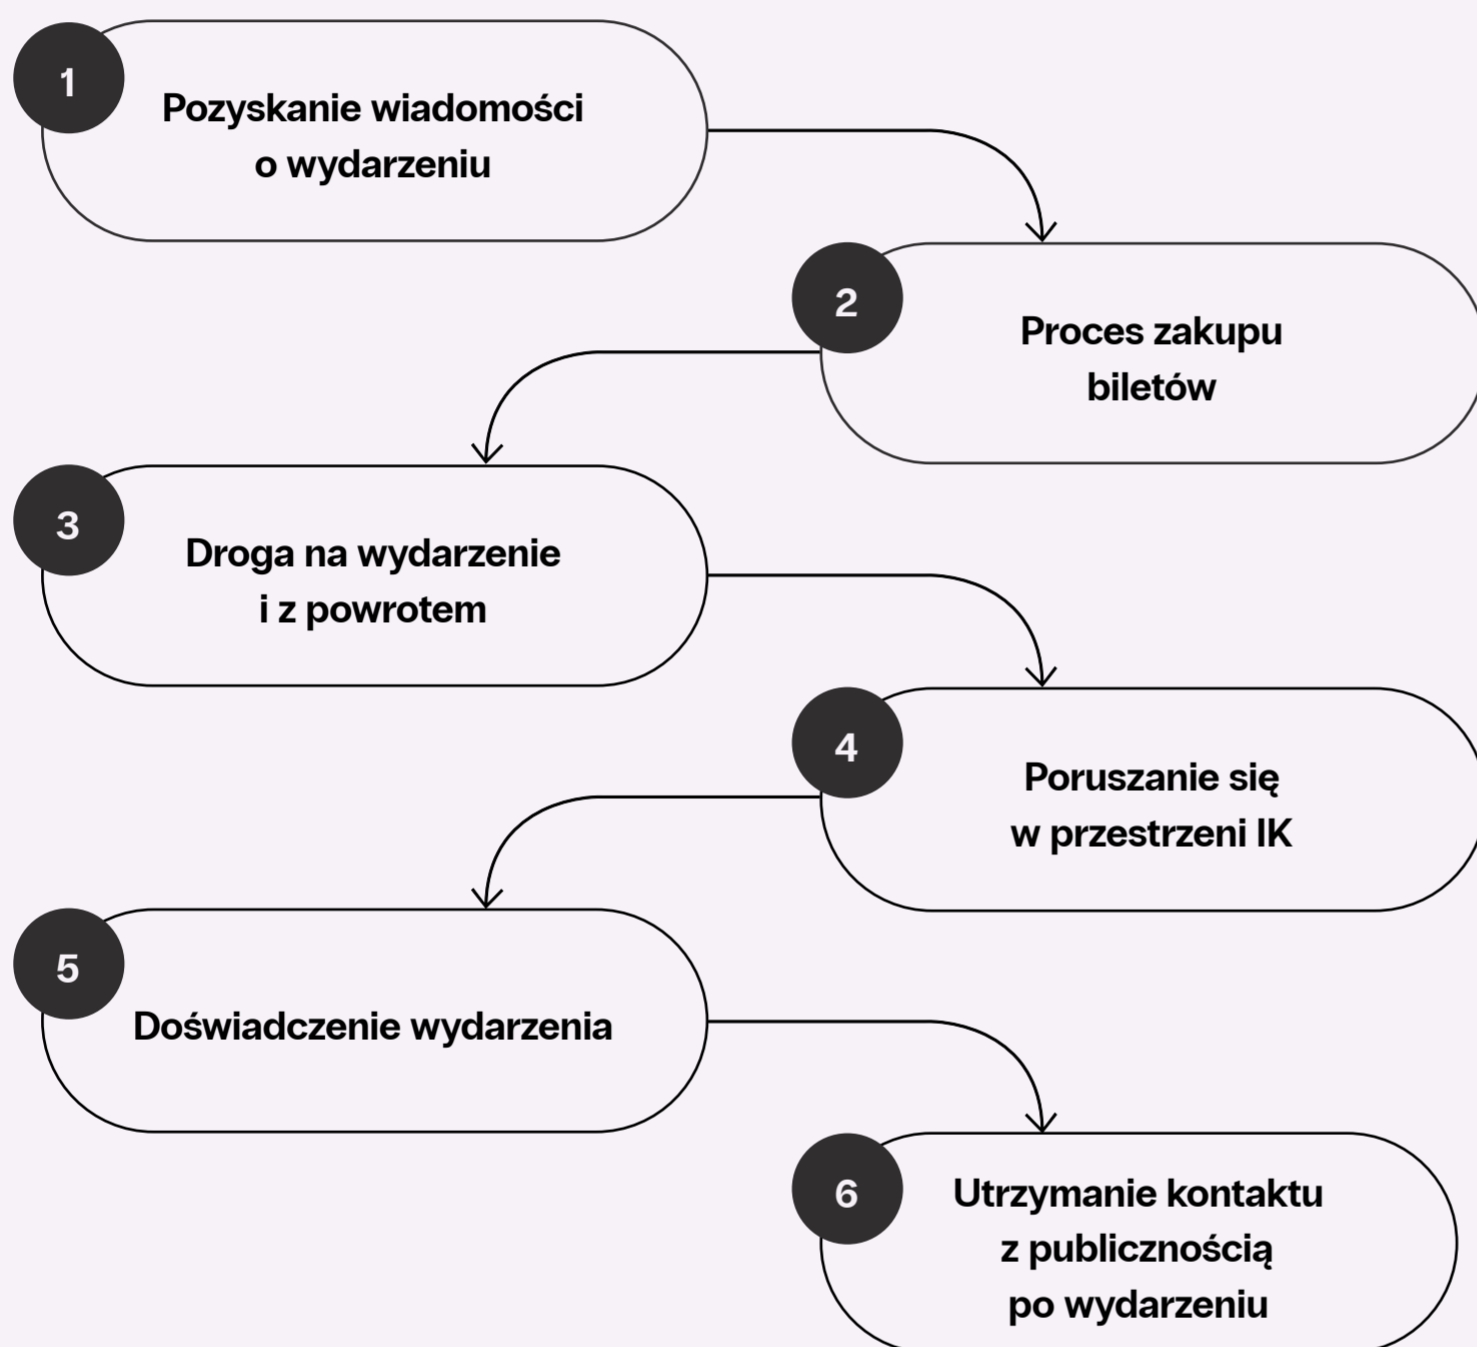 1
Pozyskanie wiadomości
o wydarzeniu
2
Proces zakupu
biletów
3
Droga na wydarzenie
i z powrotem
4
Poruszanie się
w przestrzeni IK
5
Doświadczenie wydarzenia
6
Utrzymanie kontaktu
z publicznością
po wydarzeniu